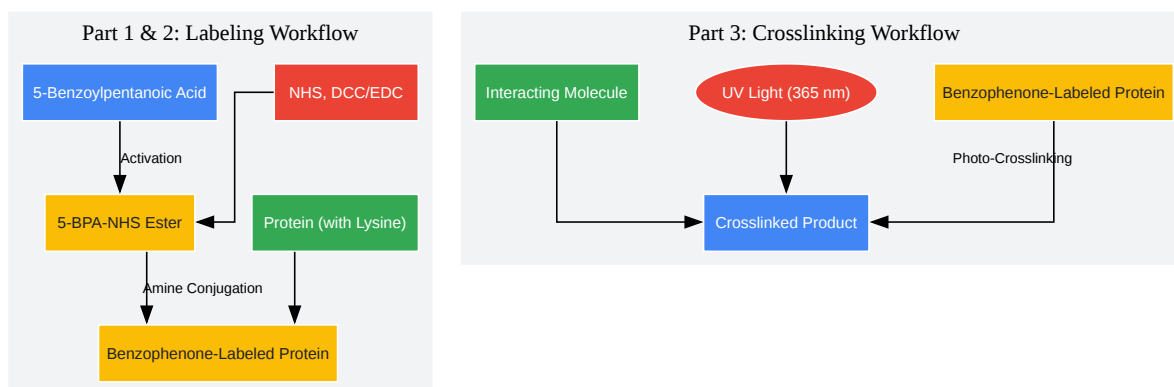 Part 1 & 2: Labeling Workflow
5-Benzoylpentanoic Acid
NHS, DCC/EDC
Activation
5-BPA-NHS Ester
Protein (with Lysine)
Amine Conjugation
Benzophenone-Labeled Protein
Part 3: Crosslinking Workflow
Interacting Molecule
UV Light (365 nm)
Benzophenone-Labeled Protein
Photo-Crosslinking
Crosslinked Product